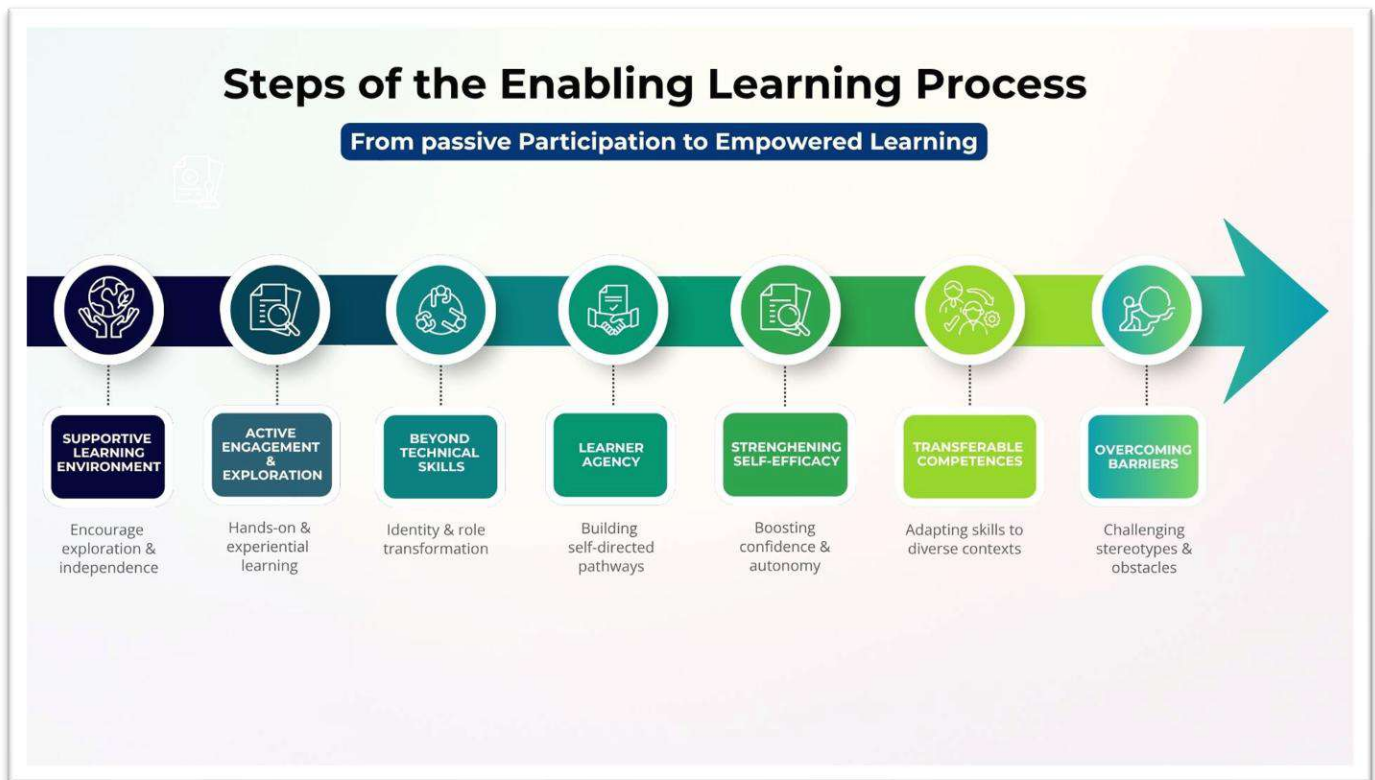 Steps of the Enabling Learning Process
From passive Participation to Empowered Learning
SUPPORTIVE
LEARNING
ENVIRONMENT
Encourage
exploration &
independence
ACTIVE
ENGAGEMENT
&
EXPLORATION
Hands-on &
experiential
learning
BEYOND
TECHNICAL
SKILLS
Identity & role
transformation
LEARNER
AGENCY
Building
self-directed
pathways
STRENGHENING
SELF-EFFICACY
Boosting
confidence &
autonomy
TRANSFERABLE
COMPETENCES
Adapting skills to
diverse contexts
OVERCOMING
BARRIERS
Challenging
stereotypes &
obstacles